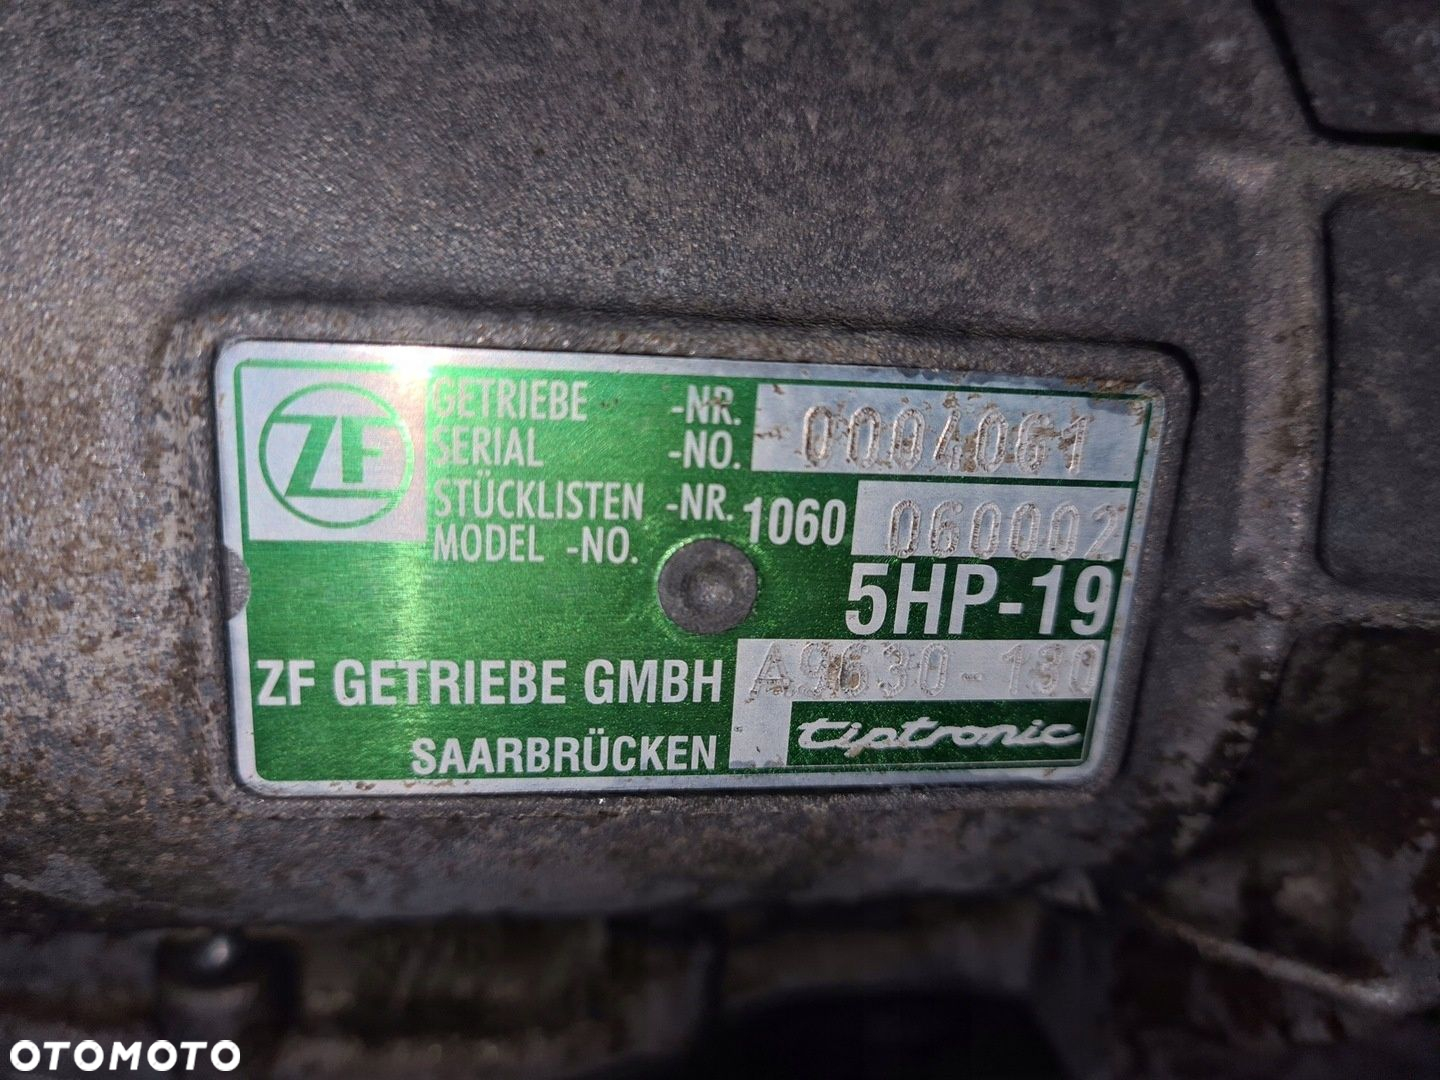 ZF
GETRIEBE -NR. 0004061
SERIAL -NO.
STÜCKLISTEN -NR. 1060 060002
MODEL -NO.
5HP-19
ZF GETRIEBE GMBH A9630-130
SAARBRÜCKEN tiptronic
OTOMOTO